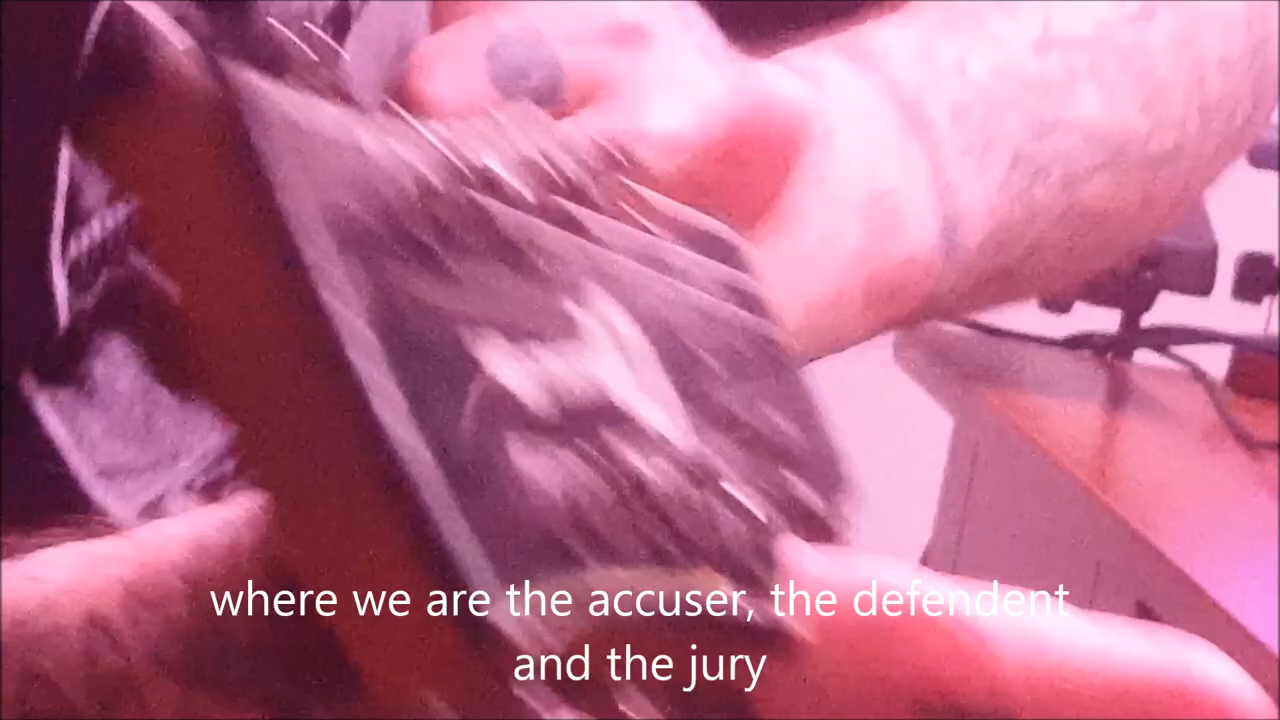 where we are the accuser, the defendent
and the jury